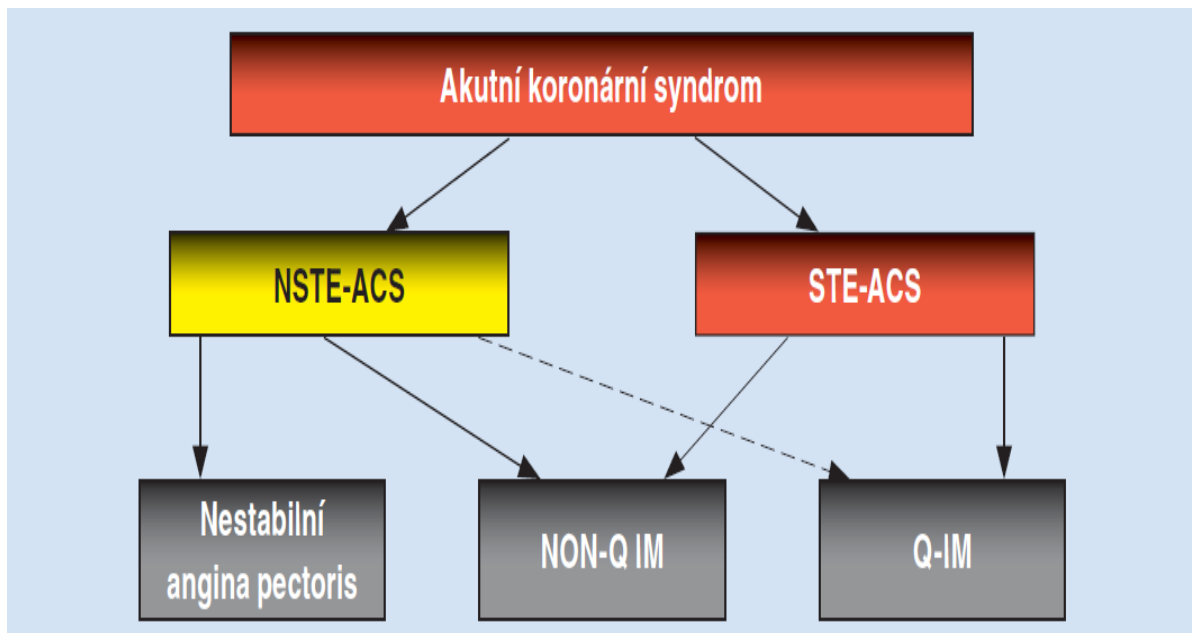 Akutní koronární syndrom
NSTE-ACS
STE-ACS
Nestabilní
angina pectoris
NON-Q IM
Q-IM